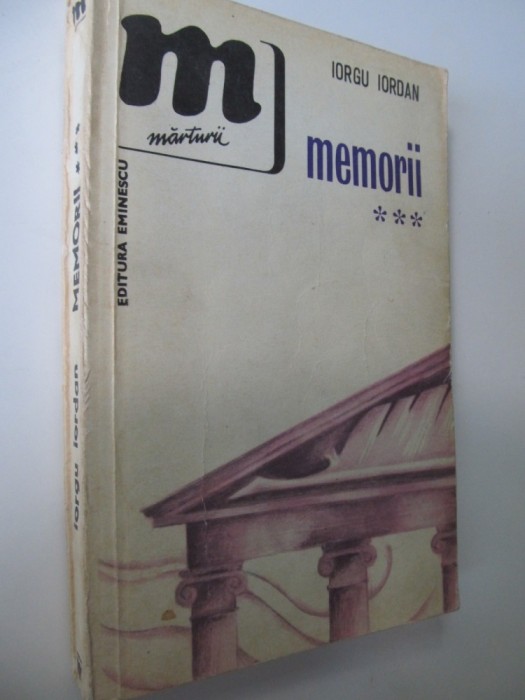 m
mărturii
EDITURA EMINESCU
IORGU IORDAN
memorii
***
m
iorgu iordan MEMORII ***